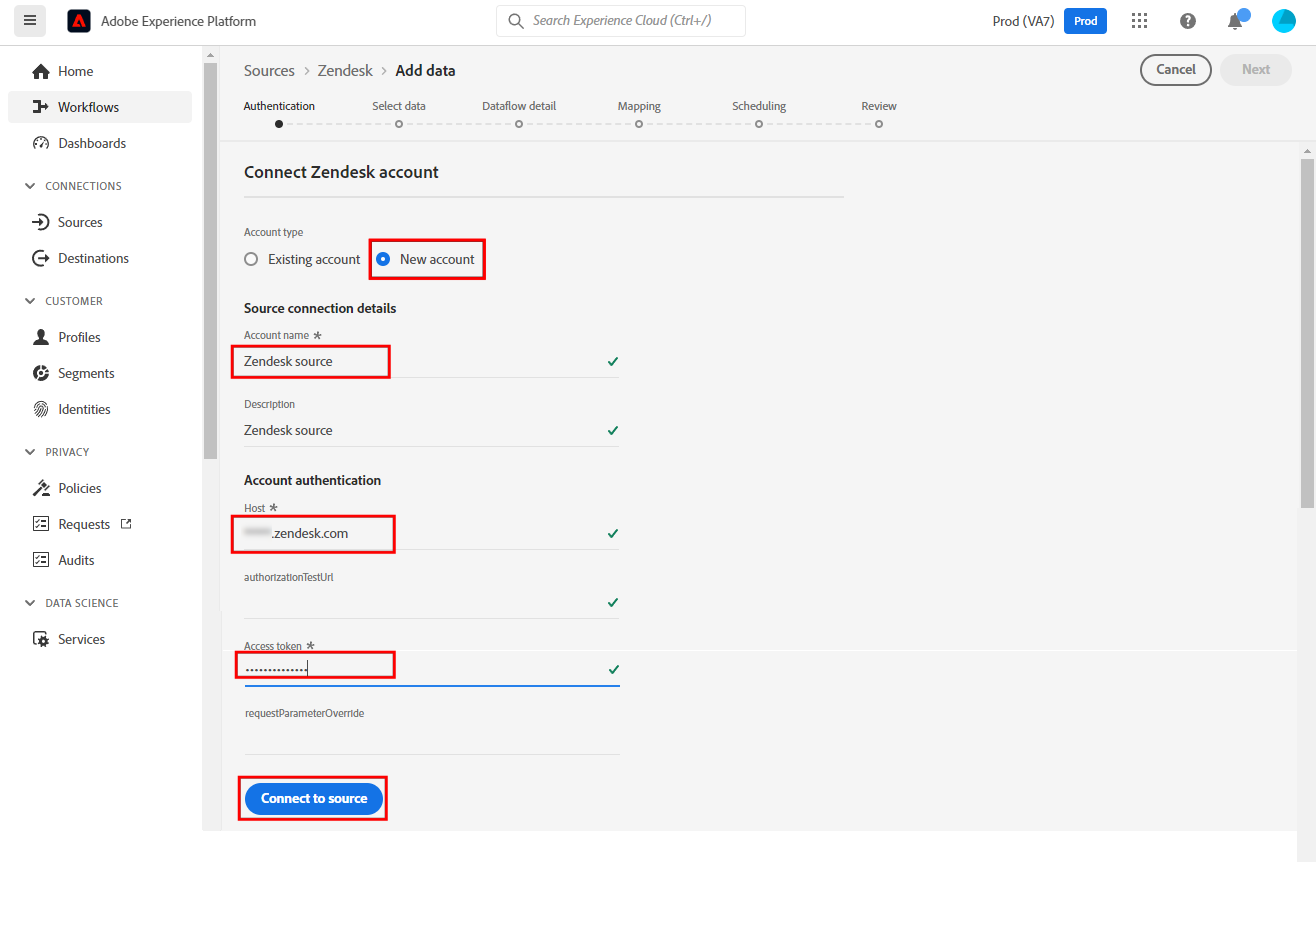 Adobe Experience Platform
Search Experience Cloud (Ctrl+/)
Prod (VA7)
Prod
Home
Workflows
Dashboards
CONNECTIONS
Sources
Destinations
CUSTOMER
Profiles
Segments
Identities
PRIVACY
Policies
Requests
Audits
DATA SCIENCE
Services
Sources > Zendesk > Add data
Cancel
Next
Authentication Select data Dataflow detail Mapping Scheduling Review
Connect Zendesk account
Account type
Existing account
New account
Source connection details
Account name *
Zendesk source
Description
Zendesk source
Account authentication
Host *
.zendesk.com
authorizationTestUrl
Access token *
••••••••••••••
requestParameterOverride
Connect to source